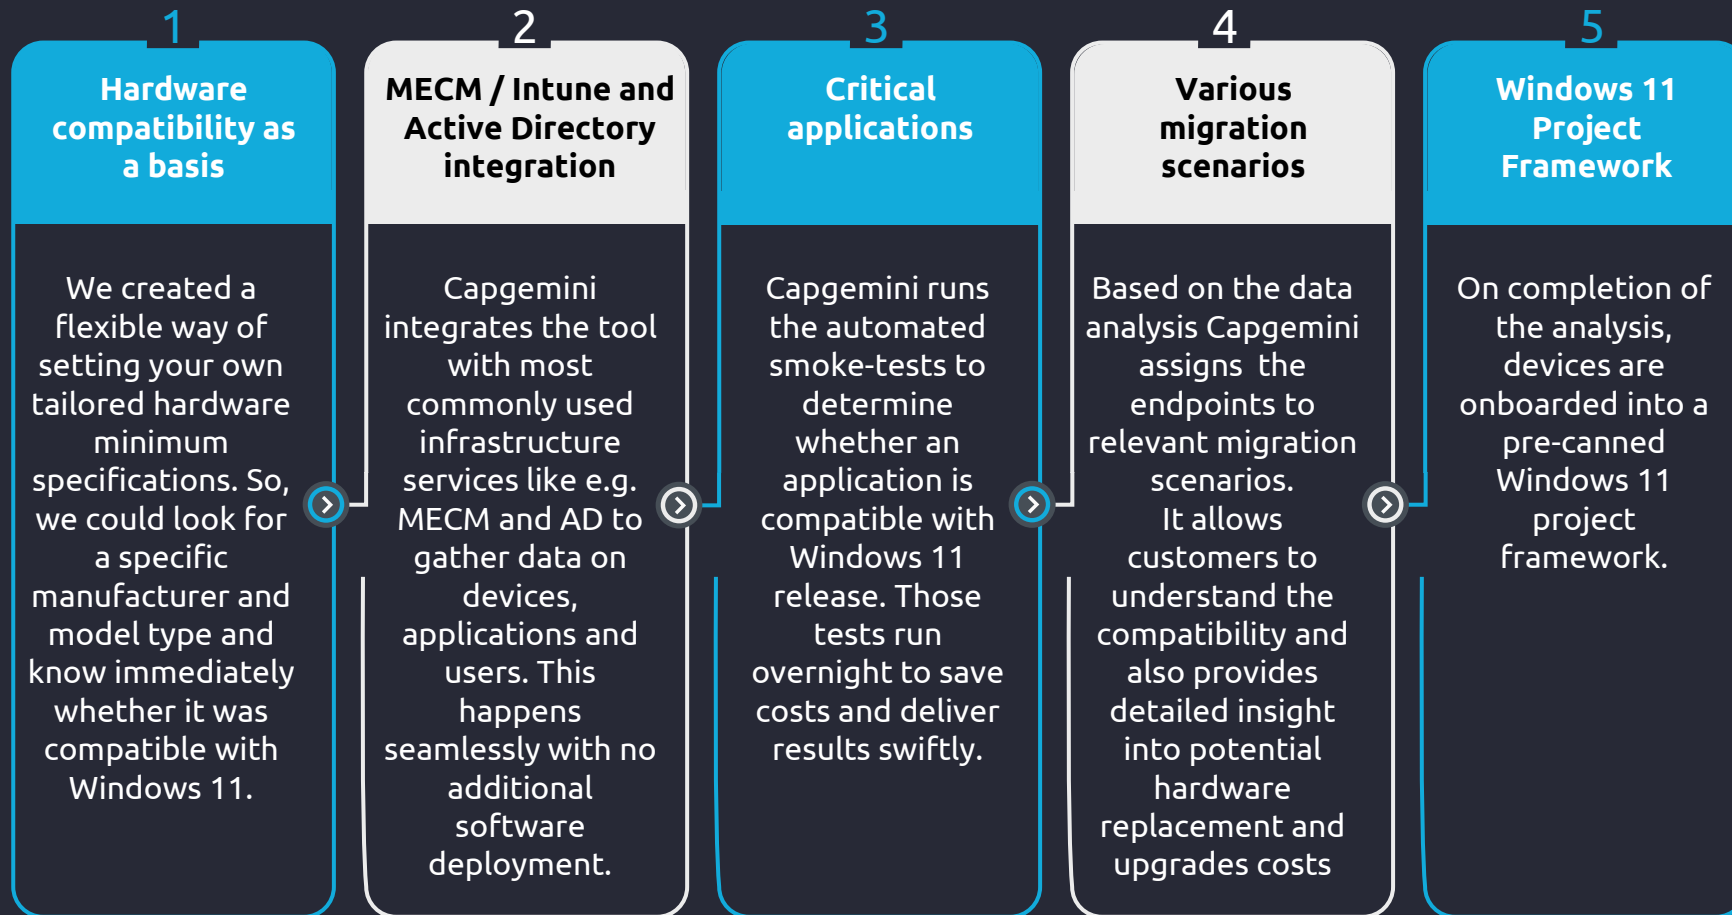 1
Hardware
compatibility as
a basis
We created a
flexible way of
setting your own
tailored hardware
minimum
specifications. So,
we could look for
a specific
manufacturer and
model type and
know immediately
whether it was
compatible with
Windows 11.
2
MECM / Intune and
Active Directory
integration
Capgemini
integrates the tool
with most
commonly used
infrastructure
services like e.g.
MECM and AD to
gather data on
devices,
applications and
users. This
happens
seamlessly with no
additional
software
deployment.
3
Critical
applications
Capgemini runs
the automated
smoke-tests to
determine
whether an
application is
compatible with
Windows 11
release. Those
tests run
overnight to save
costs and deliver
results swiftly.
4
Various
migration
scenarios
Based on the data
analysis Capgemini
assigns  the
endpoints to
relevant migration
scenarios.
It allows
customers to
understand the
compatibility and
also provides
detailed insight
into potential
hardware
replacement and
upgrades costs
5
Windows 11
Project
Framework
On completion of
the analysis,
devices are
onboarded into a
pre-canned
Windows 11
project
framework.